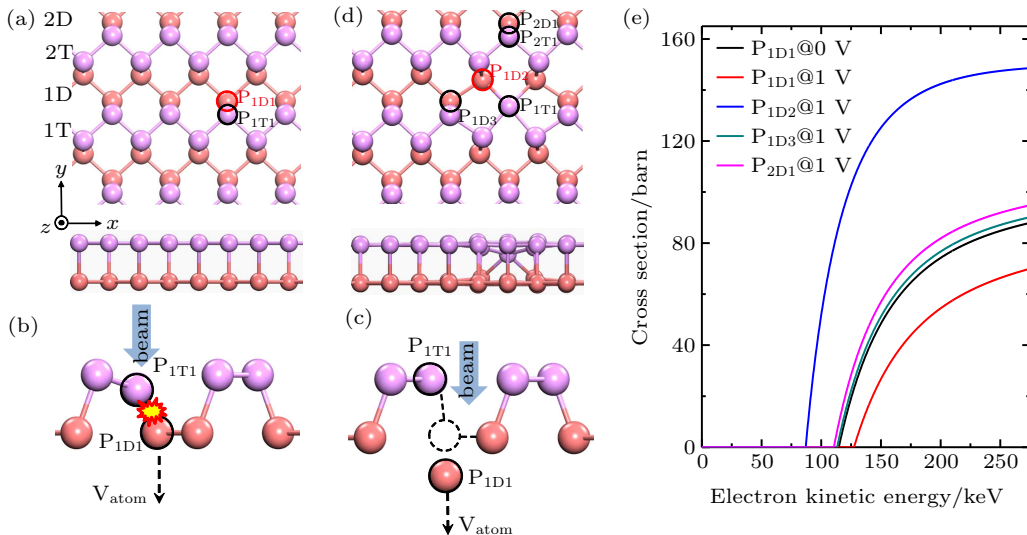 (a)
2D
2T
1D
1T
P1D1
P1T1
y
z
x
(d)
P2D1
P2T1
P1D2
P1T1
P1D3
(b)
beam
P1T1
P1D1
Vatom
(c)
P1T1
beam
P1D1
Vatom
(e)
160
120
80
40
0
Cross section/barn
P1D1@0 V
P1D1@1 V
P1D2@1 V
P1D3@1 V
P2D1@1 V
0 50 100 150 200 250
Electron kinetic energy/keV